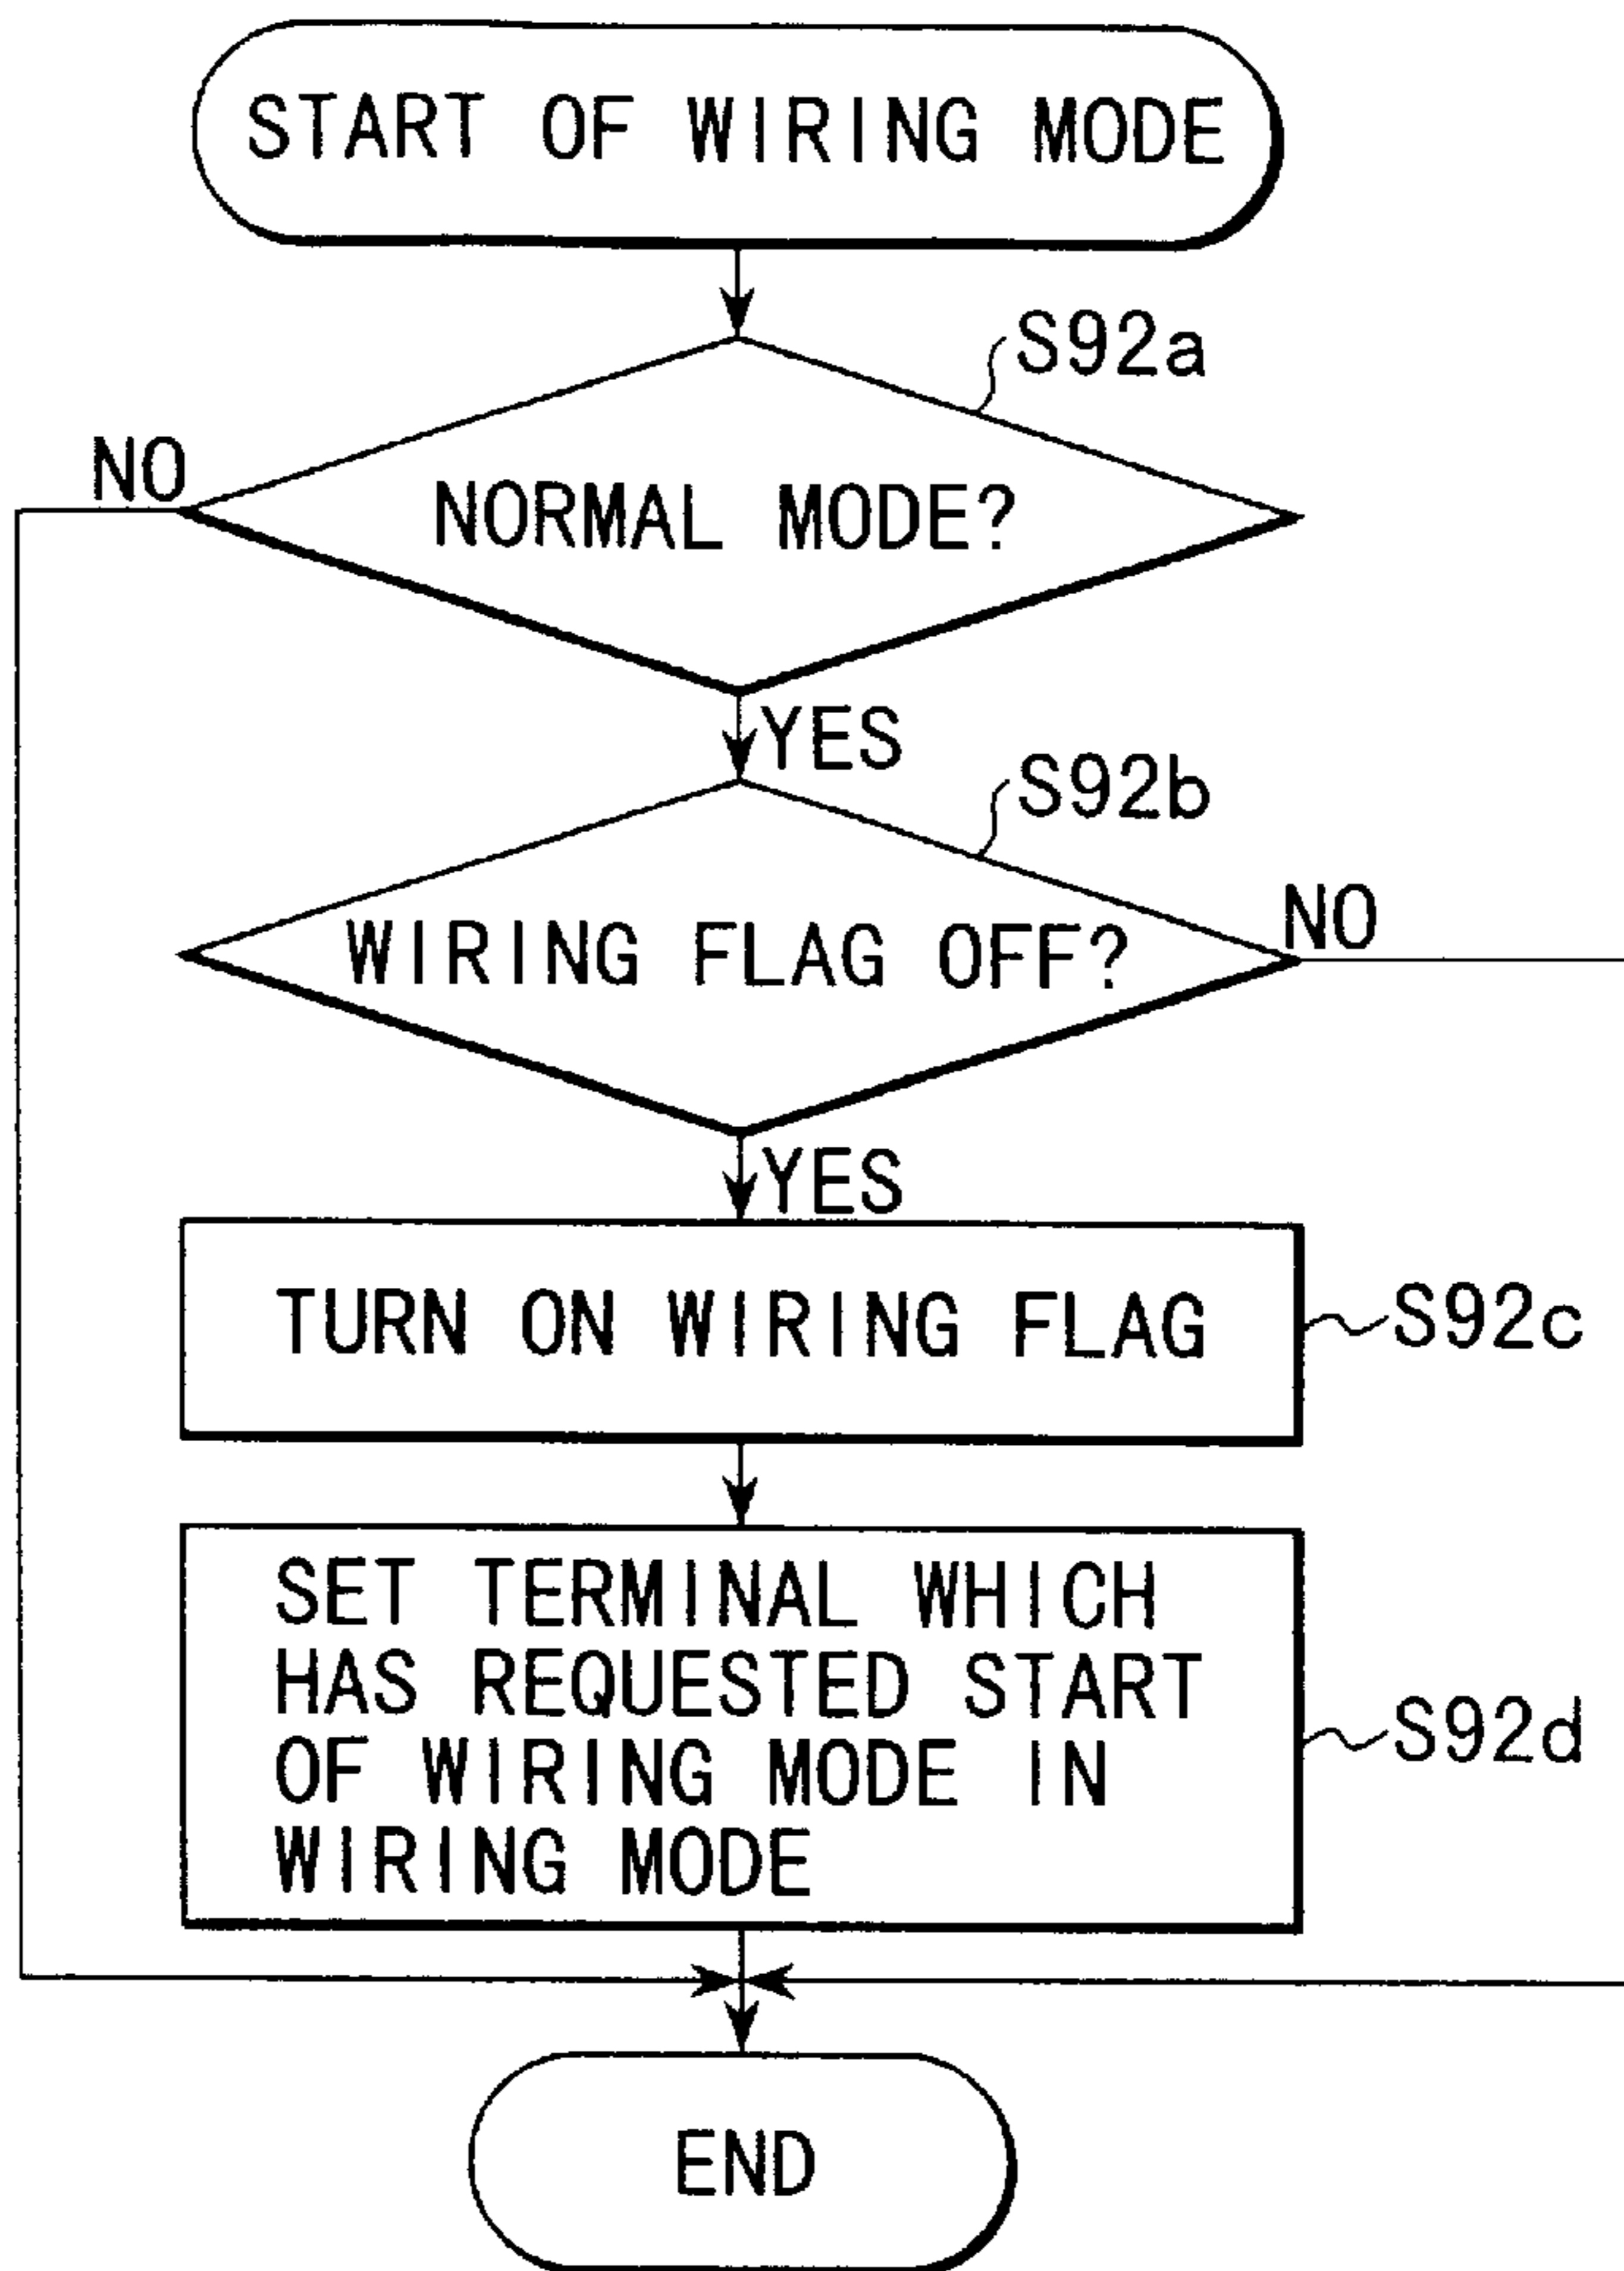 START OF WIRING MODE
S92a
NO
NORMAL MODE?
YES
S92b
NO
WIRING FLAG OFF?
YES
TURN ON WIRING FLAG
S92c
SET TERMINAL WHICH
HAS REQUESTED START
OF WIRING MODE IN
WIRING MODE
S92d
END